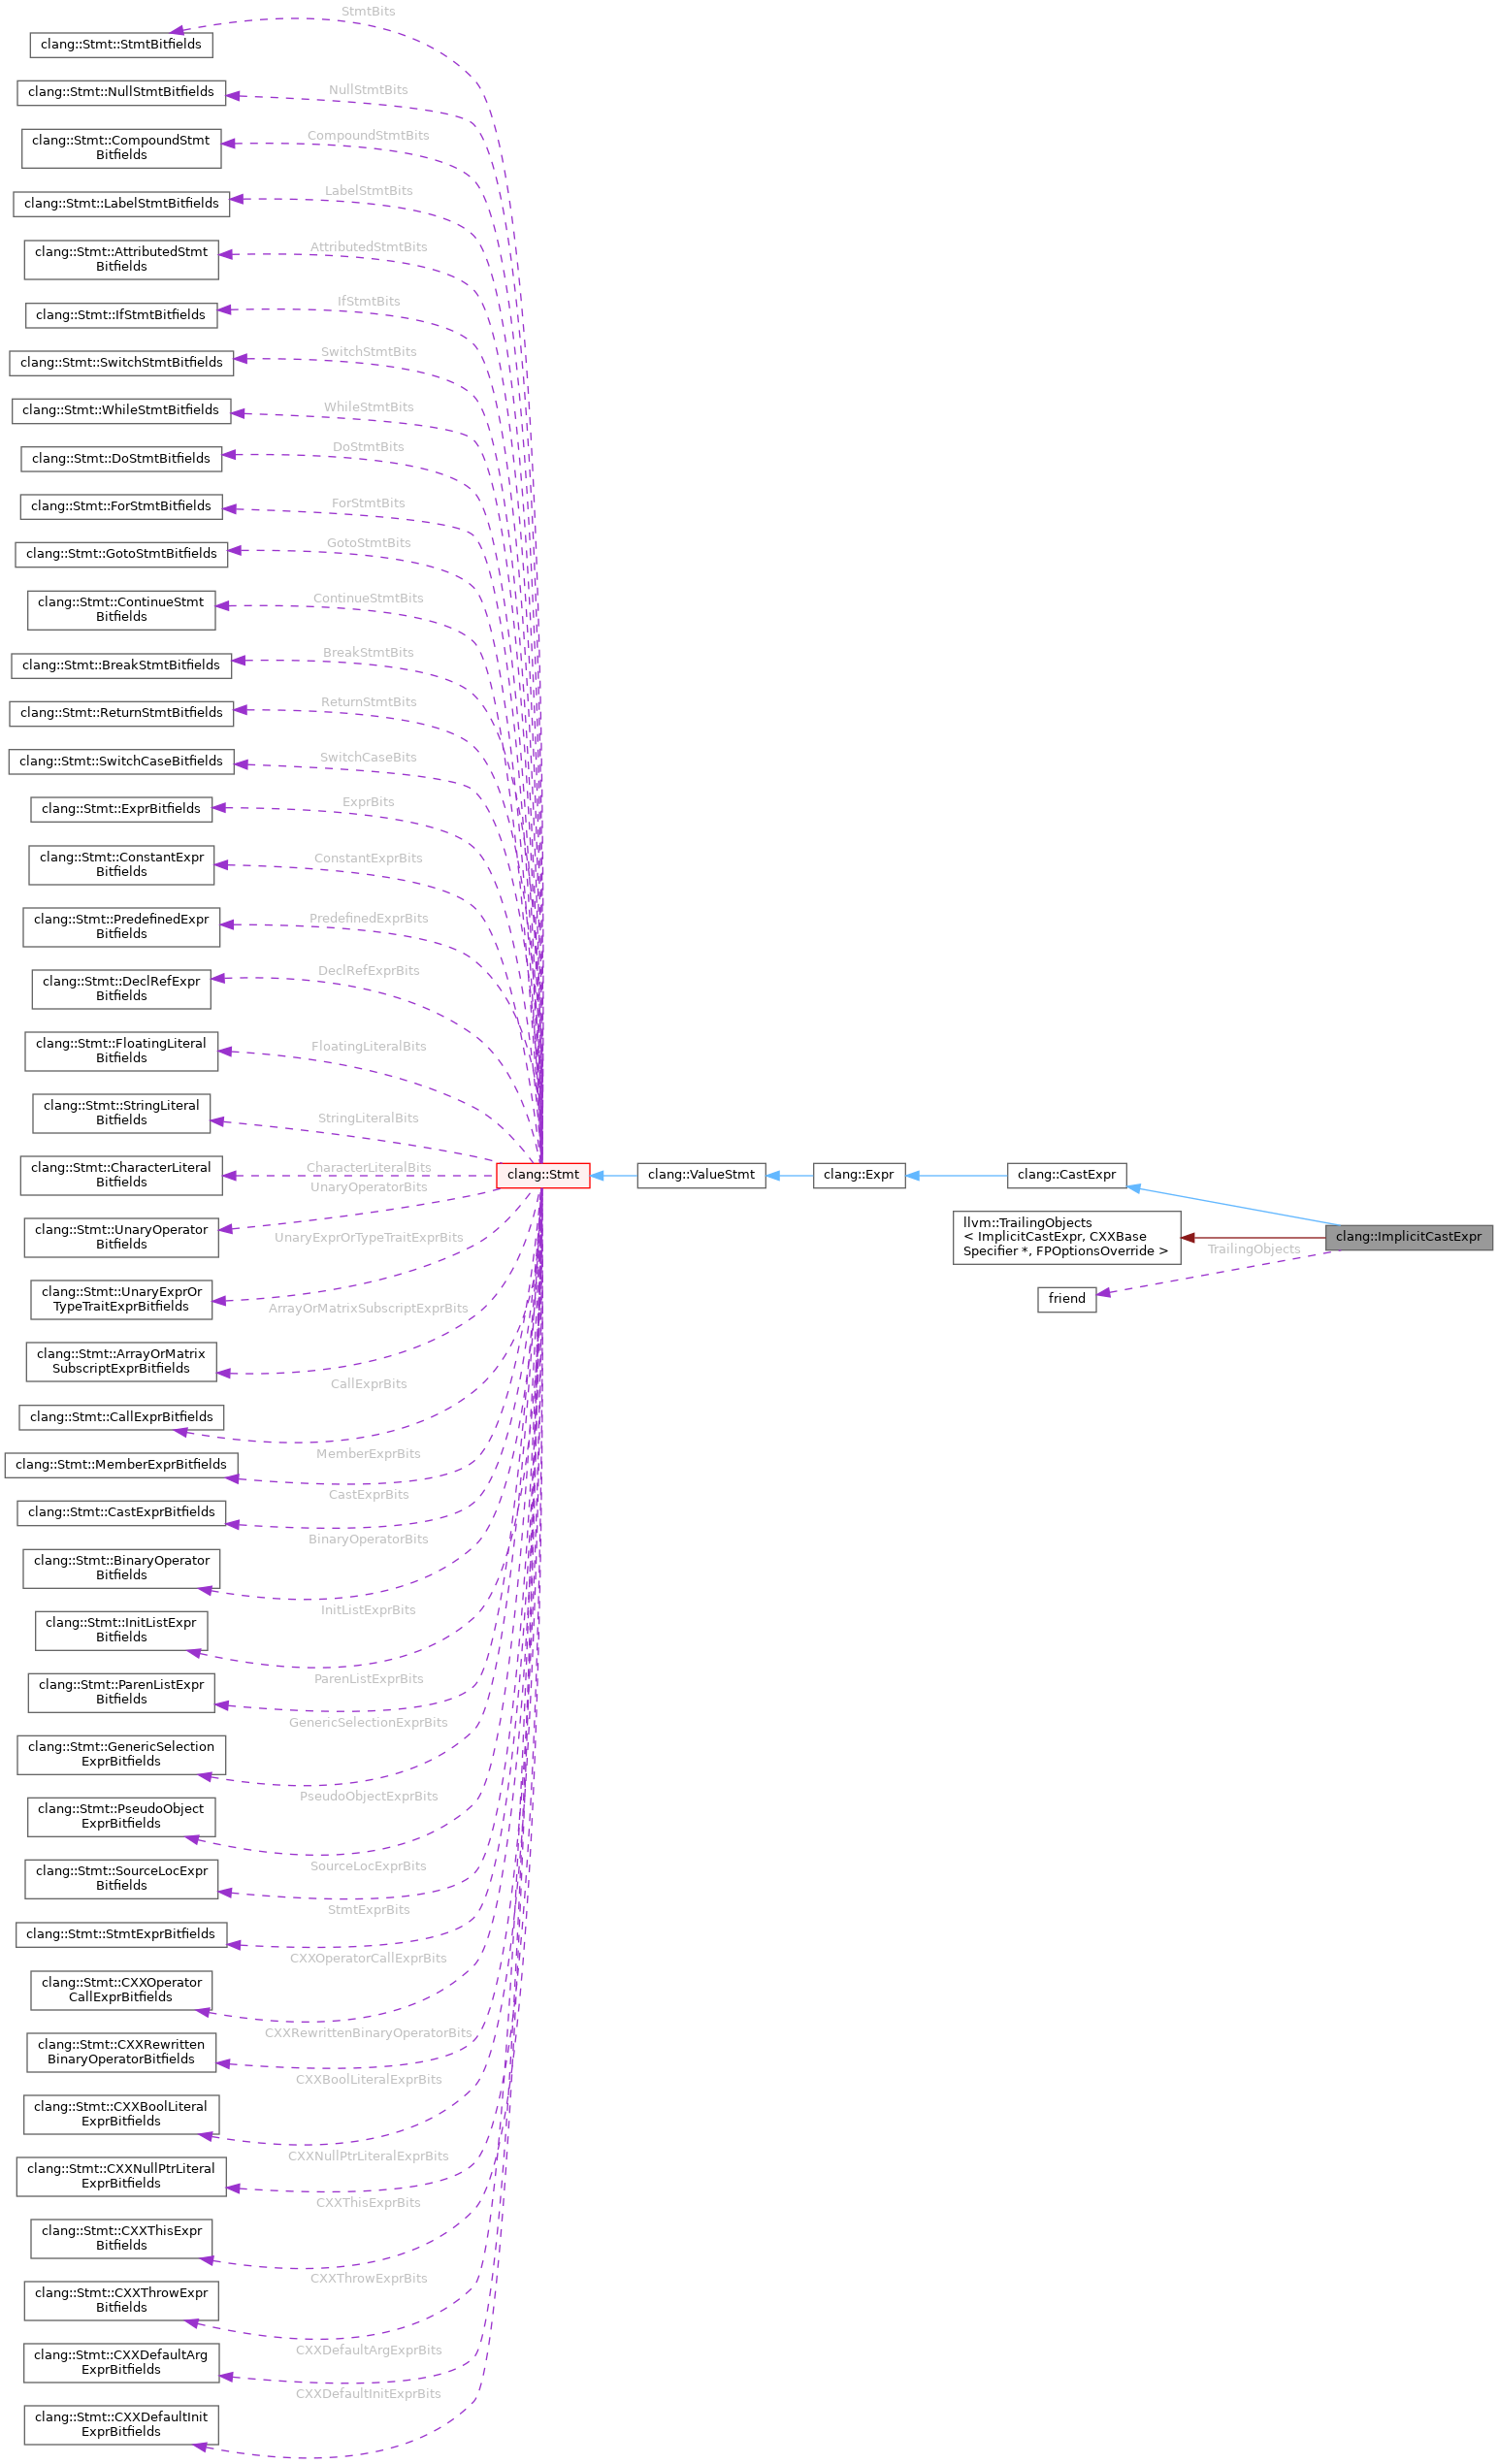 StmtBits
clang::Stmt::StmtBitfields
NullStmtBits
clang::Stmt::NullStmtBitfields
CompoundStmtBits
clang::Stmt::CompoundStmt
Bitfields
LabelStmtBits
clang::Stmt::LabelStmtBitfields
AttributedStmtBits
clang::Stmt::AttributedStmt
Bitfields
IfStmtBits
clang::Stmt::IfStmtBitfields
SwitchStmtBits
clang::Stmt::SwitchStmtBitfields
WhileStmtBits
clang::Stmt::WhileStmtBitfields
DoStmtBits
clang::Stmt::DoStmtBitfields
ForStmtBits
clang::Stmt::ForStmtBitfields
GotoStmtBits
clang::Stmt::GotoStmtBitfields
ContinueStmtBits
clang::Stmt::ContinueStmt
Bitfields
BreakStmtBits
clang::Stmt::BreakStmtBitfields
ReturnStmtBits
clang::Stmt::ReturnStmtBitfields
SwitchCaseBits
clang::Stmt::SwitchCaseBitfields
ExprBits
clang::Stmt::ExprBitfields
ConstantExprBits
clang::Stmt::ConstantExpr
Bitfields
PredefinedExprBits
clang::Stmt::PredefinedExpr
Bitfields
DeclRefExprBits
clang::Stmt::DeclRefExpr
Bitfields
FloatingLiteralBits
clang::Stmt::FloatingLiteral
Bitfields
StringLiteralBits
clang::Stmt::StringLiteral
Bitfields
CharacterLiteralBits
clang::Stmt::CharacterLiteral
Bitfields
clang::Stmt
clang::ValueStmt
clang::Expr
clang::CastExpr
UnaryOperatorBits
clang::Stmt::UnaryOperator
Bitfields
llvm::TrailingObjects
< ImplicitCastExpr, CXXBase
Specifier *, FPOptionsOverride >
clang::ImplicitCastExpr
TrailingObjects
friend
UnaryExprOrTypeTraitExprBits
clang::Stmt::UnaryExprOr
TypeTraitExprBitfields
ArrayOrMatrixSubscriptExprBits
clang::Stmt::ArrayOrMatrix
SubscriptExprBitfields
CallExprBits
clang::Stmt::CallExprBitfields
MemberExprBits
clang::Stmt::MemberExprBitfields
CastExprBits
clang::Stmt::CastExprBitfields
BinaryOperatorBits
clang::Stmt::BinaryOperator
Bitfields
InitListExprBits
clang::Stmt::InitListExpr
Bitfields
ParenListExprBits
clang::Stmt::ParenListExpr
Bitfields
GenericSelectionExprBits
clang::Stmt::GenericSelection
ExprBitfields
PseudoObjectExprBits
clang::Stmt::PseudoObject
ExprBitfields
SourceLocExprBits
clang::Stmt::SourceLocExpr
Bitfields
StmtExprBits
clang::Stmt::StmtExprBitfields
CXXOperatorCallExprBits
clang::Stmt::CXXOperator
CallExprBitfields
CXXRewrittenBinaryOperatorBits
clang::Stmt::CXXRewritten
BinaryOperatorBitfields
CXXBoolLiteralExprBits
clang::Stmt::CXXBoolLiteral
ExprBitfields
CXXNullPtrLiteralExprBits
clang::Stmt::CXXNullPtrLiteral
ExprBitfields
CXXThisExprBits
clang::Stmt::CXXThisExpr
Bitfields
CXXThrowExprBits
clang::Stmt::CXXThrowExpr
Bitfields
CXXDefaultArgExprBits
clang::Stmt::CXXDefaultArg
ExprBitfields
CXXDefaultInitExprBits
clang::Stmt::CXXDefaultInit
ExprBitfields